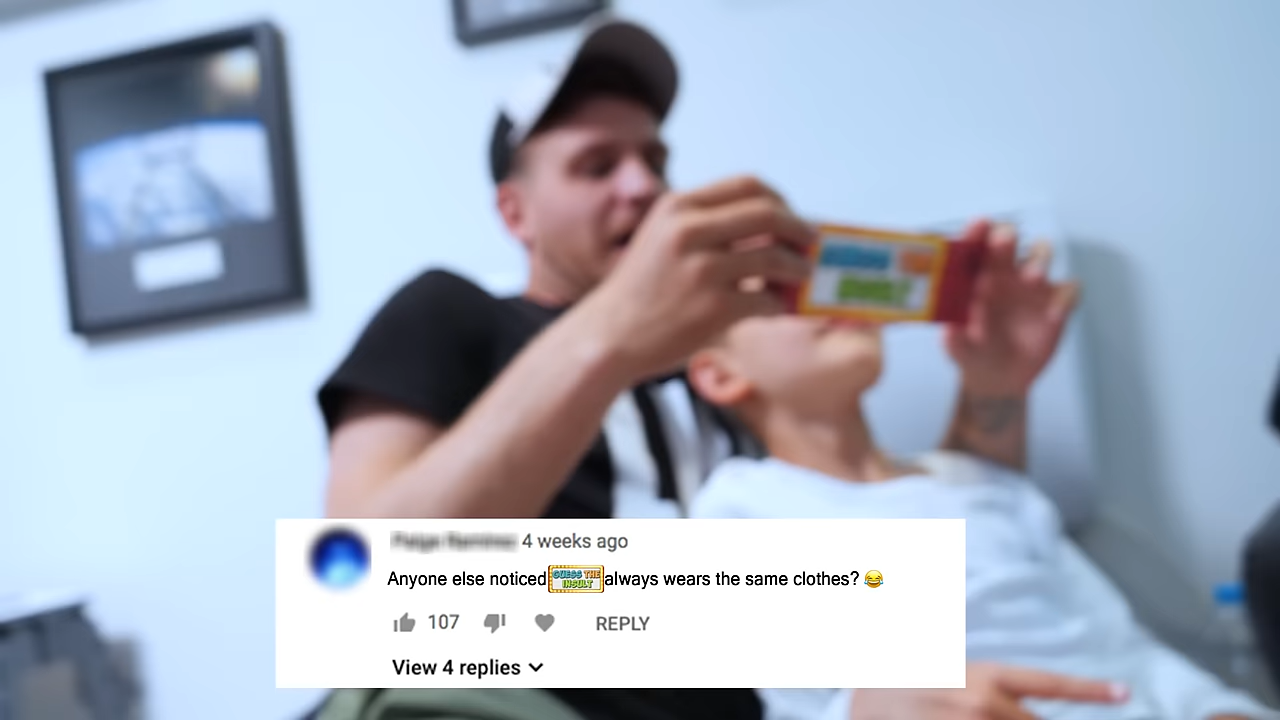 4 weeks ago
Anyone else noticed GUESS THE INSULT always wears the same clothes? 😂
107 REPLY
View 4 replies